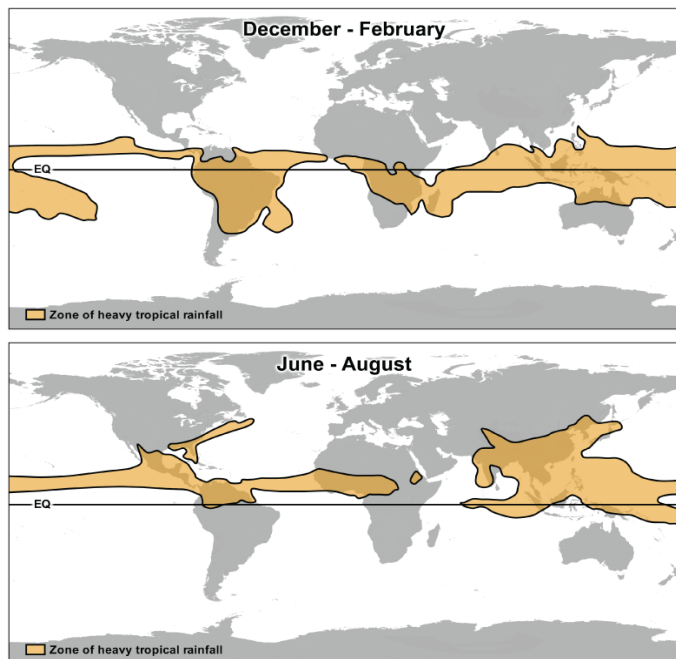 December - February
EQ
Zone of heavy tropical rainfall
June - August
EQ
Zone of heavy tropical rainfall